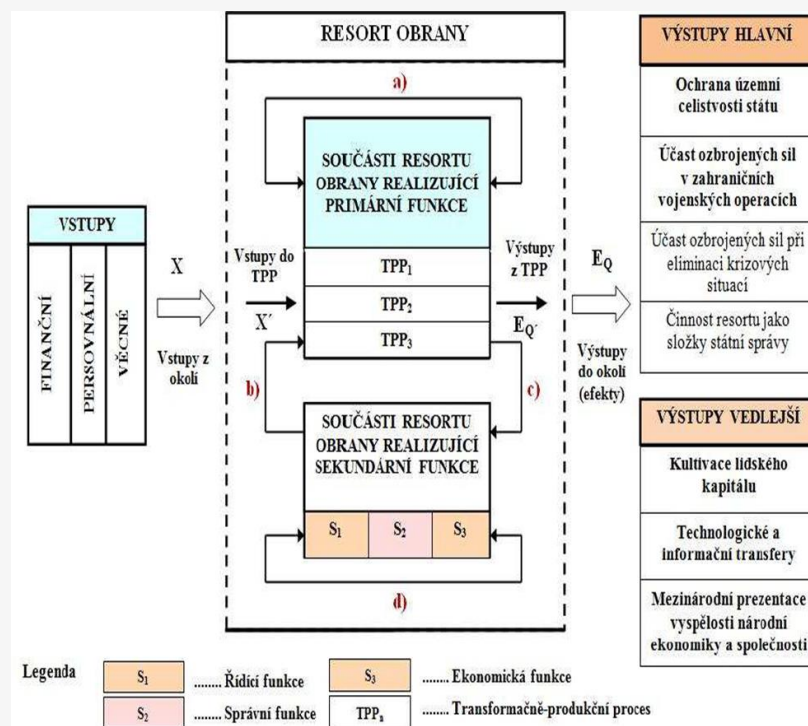 RESORT OBRANY
a)
SOUČÁSTI RESORTU
OBRANY REALIZUJÍCÍ
PRIMÁRNÍ FUNKCE
TPP₁
TPP₂
TPP₃
VSTUPY
FINANČNÍ
PERSOVNÁLNÍ
VĚCNÉ
X
Vstupy z
okolí
Vstupy do
TPP
X´
Výstupy
z TPP
E_Q´
b)
c)
SOUČÁSTI RESORTU
OBRANY REALIZUJÍCÍ
SEKUNDÁRNÍ FUNKCE
S₁
S₂
S₃
d)
E_Q
Výstupy
do okolí
(efekty)
VÝSTUPY HLAVNÍ
Ochrana územní
celistvosti státu
Účast ozbrojených sil
v zahraničních
vojenských operacích
Účast ozbrojených sil při
eliminaci krizových
situací
Činnost resortu jako
složky státní správy
VÝSTUPY VEDLEJŠÍ
Kultivace lidského
kapitálu
Technologické a
informační transfery
Mezinárodní prezentace
vyspělosti národní
ekonomiky a společnosti
Legenda
S₁ ........ Řídící funkce
S₃ ........ Ekonomická funkce
S₂ ........ Správní funkce
TPPₙ ........ Transformačně-produkční proces